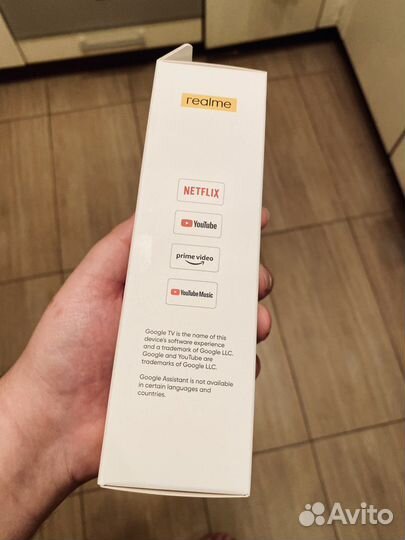 realme
NETFLIX
YouTube
prime video
YouTube Music
Google TV is the name of this
device's software experience
and a trademark of Google LLC.
Google and YouTube are
trademarks of Google LLC.
Google Assistant is not available
in certain languages and
countries.
Avito